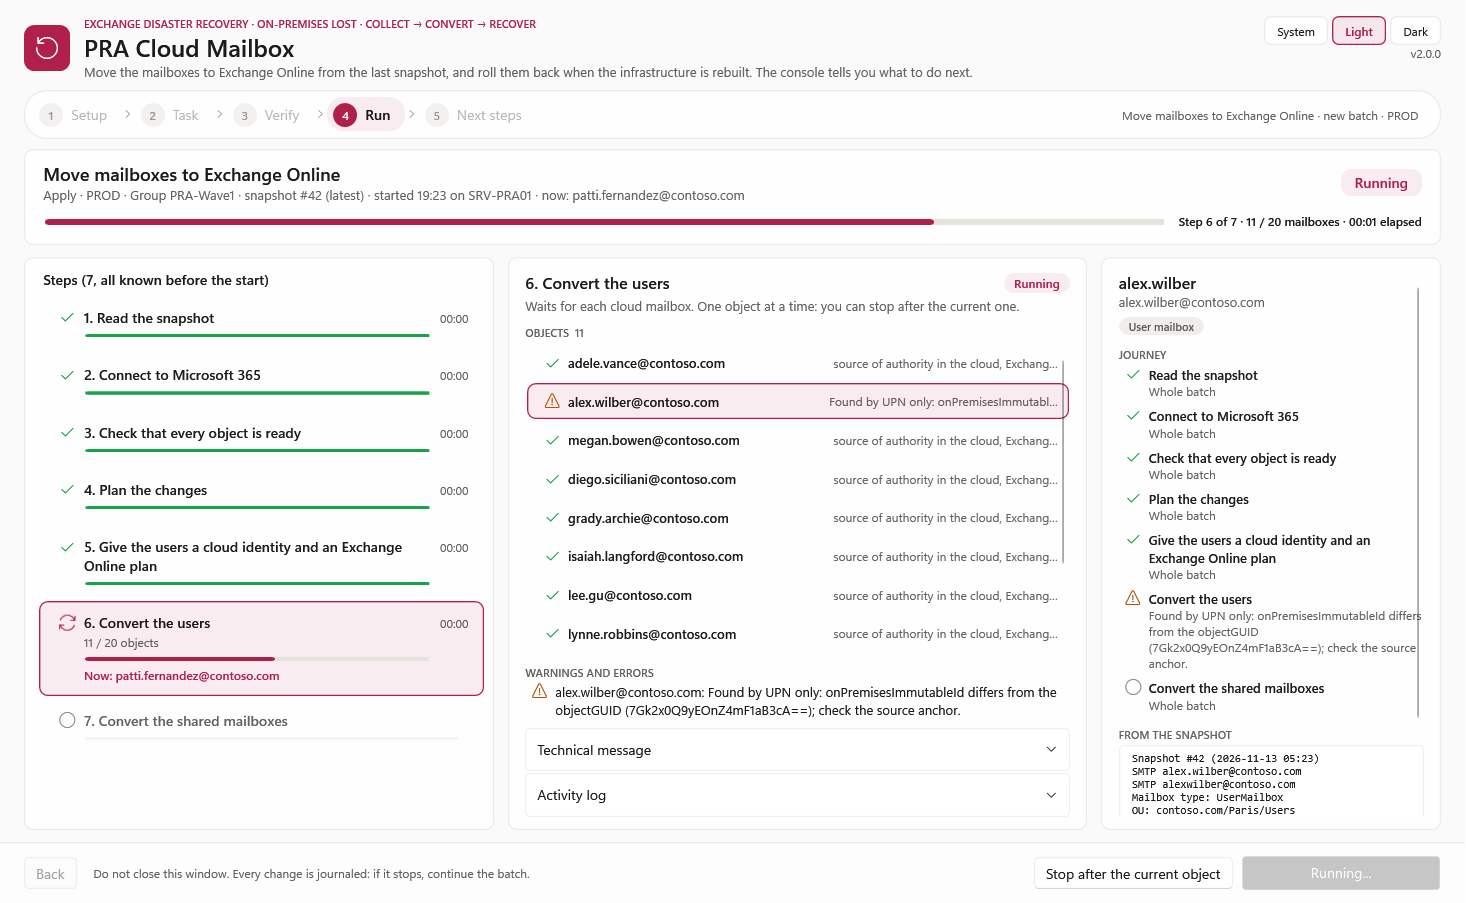 EXCHANGE DISASTER RECOVERY · ON-PREMISES LOST · COLLECT → CONVERT → RECOVER
PRA Cloud Mailbox
Move the mailboxes to Exchange Online from the last snapshot, and roll them back when the infrastructure is rebuilt. The console tells you what to do next.
System
Light
Dark
v2.0.0
1 Setup
2 Task
3 Verify
4 Run
5 Next steps
Move mailboxes to Exchange Online · new batch · PROD
Move mailboxes to Exchange Online
Apply · PROD · Group PRA-Wave1 · snapshot #42 (latest) · started 19:23 on SRV-PRA01 · now: patti.fernandez@contoso.com
Running
Step 6 of 7 · 11 / 20 mailboxes · 00:01 elapsed
Steps (7, all known before the start)
1. Read the snapshot 00:00
2. Connect to Microsoft 365 00:00
3. Check that every object is ready 00:00
4. Plan the changes 00:00
5. Give the users a cloud identity and an Exchange 00:00
Online plan
6. Convert the users 00:00
11 / 20 objects
Now: patti.fernandez@contoso.com
7. Convert the shared mailboxes
6. Convert the users
Running
Waits for each cloud mailbox. One object at a time: you can stop after the current one.
OBJECTS 11
adele.vance@contoso.com source of authority in the cloud, Exchang...
alex.wilber@contoso.com Found by UPN only: onPremisesImmutabl...
megan.bowen@contoso.com source of authority in the cloud, Exchang...
diego.siciliani@contoso.com source of authority in the cloud, Exchang...
grady.archie@contoso.com source of authority in the cloud, Exchang...
isaiah.langford@contoso.com source of authority in the cloud, Exchang...
lee.gu@contoso.com source of authority in the cloud, Exchang...
lynne.robbins@contoso.com source of authority in the cloud, Exchang...
WARNINGS AND ERRORS
alex.wilber@contoso.com: Found by UPN only: onPremisesImmutableId differs from the
objectGUID (7Gk2x0Q9yEOnZ4mF1aB3cA==); check the source anchor.
Technical message
Activity log
alex.wilber
alex.wilber@contoso.com
User mailbox
JOURNEY
Read the snapshot
Whole batch
Connect to Microsoft 365
Whole batch
Check that every object is ready
Whole batch
Plan the changes
Whole batch
Give the users a cloud identity and an
Exchange Online plan
Whole batch
Convert the users
Found by UPN only: onPremisesImmutableId differs
from the objectGUID
(7Gk2x0Q9yEOnZ4mF1aB3cA==); check the source
anchor.
Convert the shared mailboxes
Whole batch
FROM THE SNAPSHOT
Snapshot #42 (2026-11-13 05:23)
SMTP alex.wilber@contoso.com
SMTP alexwilber@contoso.com
Mailbox type: UserMailbox
OU: contoso.com/Paris/Users
Back
Do not close this window. Every change is journaled: if it stops, continue the batch.
Stop after the current object
Running...